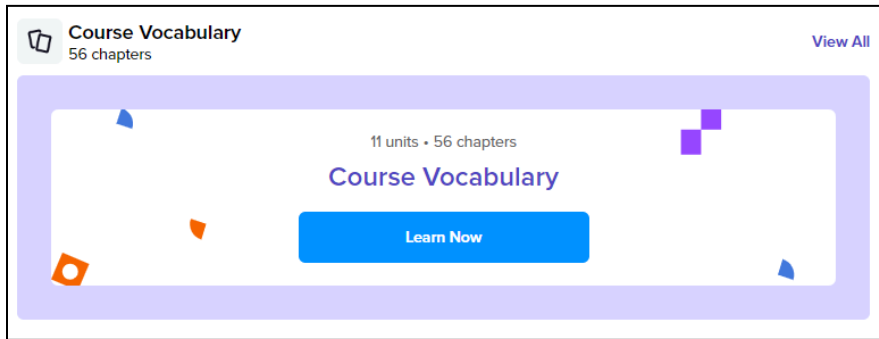 Course Vocabulary
56 chapters
View All
11 units • 56 chapters
Course Vocabulary
Learn Now